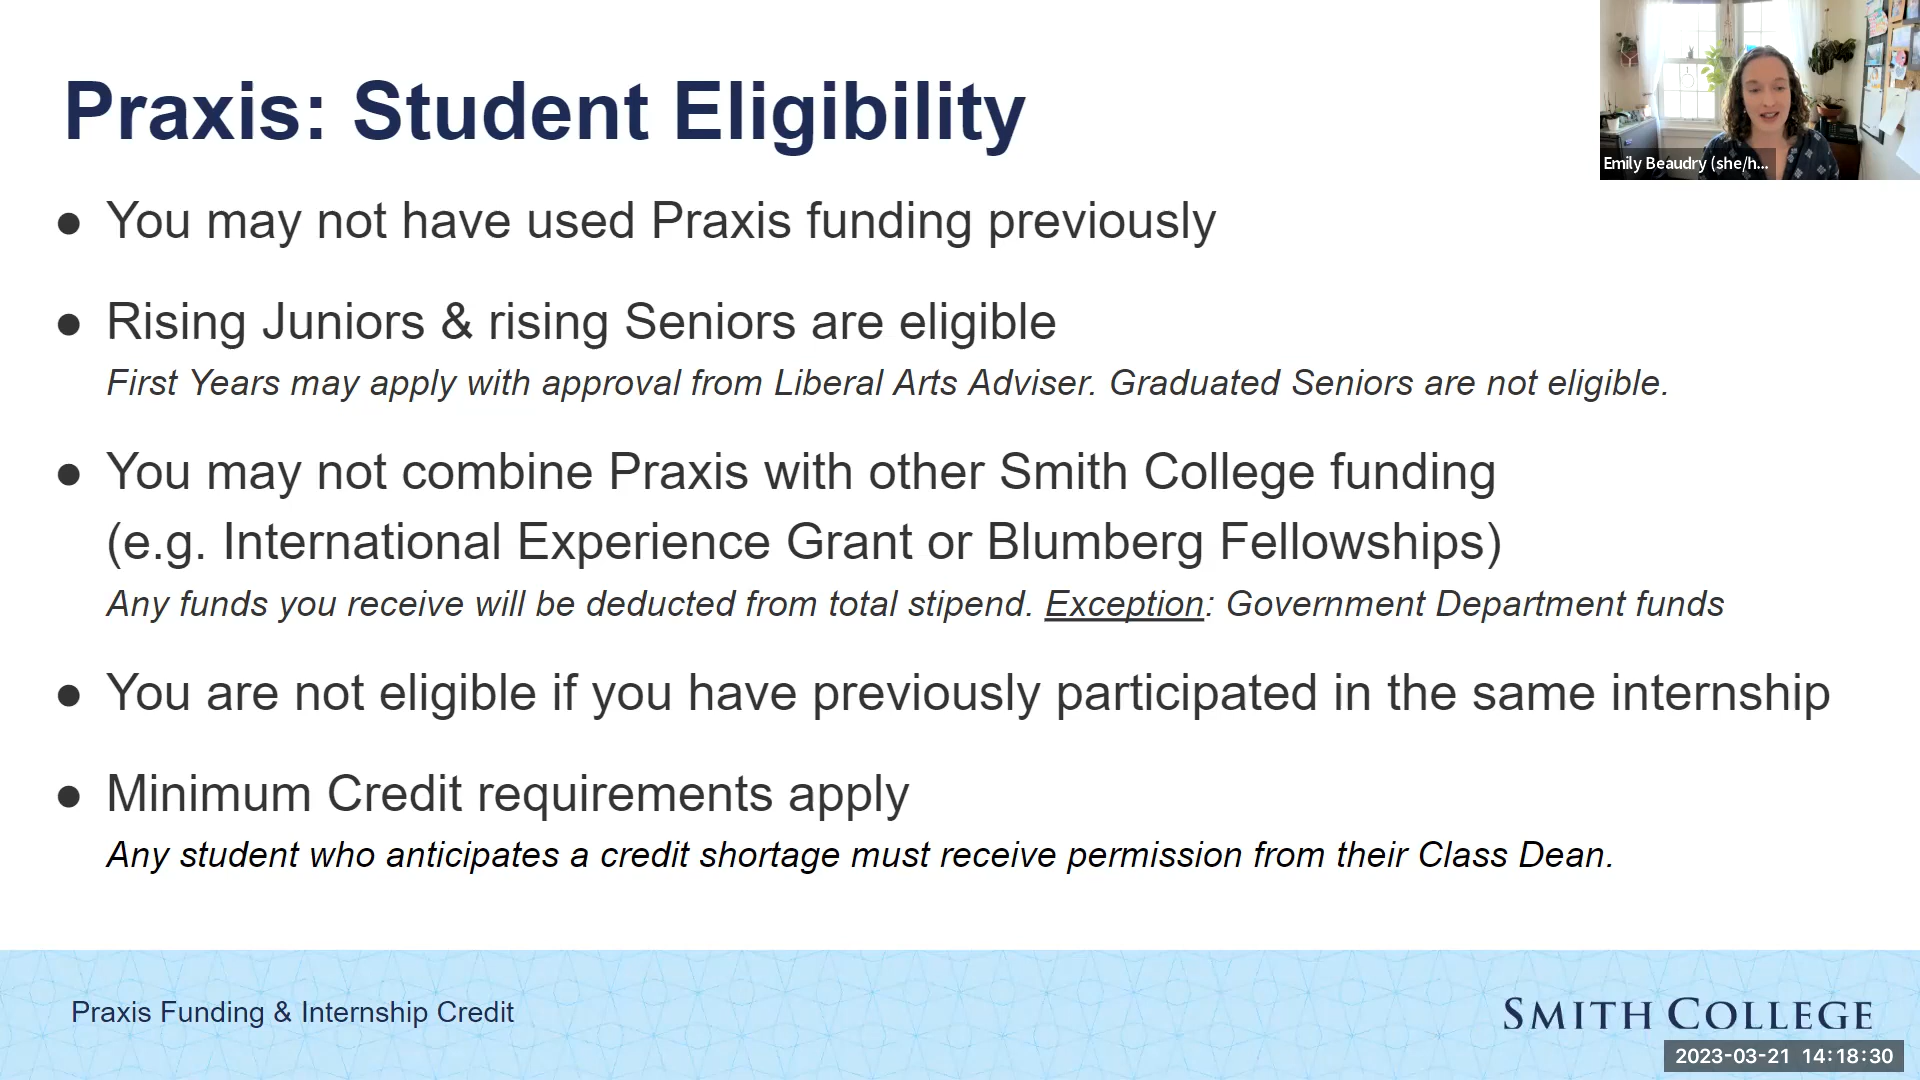 Praxis: Student Eligibility
Emily Beaudry (she/h...
● You may not have used Praxis funding previously
● Rising Juniors & rising Seniors are eligible
First Years may apply with approval from Liberal Arts Adviser. Graduated Seniors are not eligible.
● You may not combine Praxis with other Smith College funding
(e.g. International Experience Grant or Blumberg Fellowships)
Any funds you receive will be deducted from total stipend. Exception: Government Department funds
● You are not eligible if you have previously participated in the same internship
● Minimum Credit requirements apply
Any student who anticipates a credit shortage must receive permission from their Class Dean.
Praxis Funding & Internship Credit
SMITH COLLEGE
2023-03-21 14:18:30